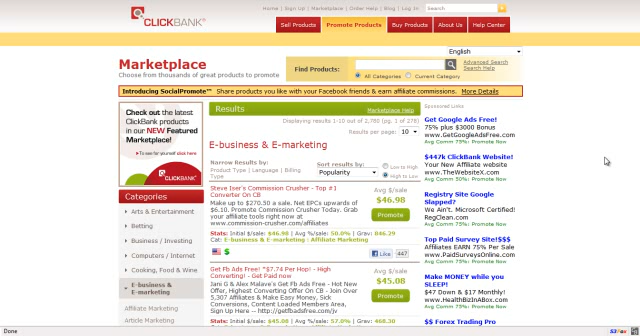 Home | Sign Up | Marketplace | Order Help | Blog | Log In
Search
CLICKBANK
Sell Products
Promote Products
Buy Products
About Us
Help Center
English
Marketplace
Choose from thousands of great products to promote
Find Products:
Advanced Search
Search Help
All Categories
Current Category
Introducing SocialPromote™ Share products you like with your Facebook friends & earn affiliate commissions. More Details
Check out the latest
ClickBank products
in our NEW Featured
Marketplace!
To see for yourself click here
CLICKBANK
Categories
Arts & Entertainment
Betting
Business / Investing
Computers / Internet
Cooking, Food & Wine
E-business &
E-marketing
Affiliate Marketing
Article Marketing
Results
Marketplace Help
Displaying results 1-10 out of 2,780 (pg. 1 of 278)
Results per page: 10
E-business & E-marketing
Narrow Results by:
Product Type | Language | Billing
Type
Sort results by:
Popularity
Low to High
High to Low
Steve Iser's Commission Crusher - Top #1
Converter On CB
Make up to $270.50 a sale. Net EPCs upwards of
$6.10. Promote Commission Crusher Today. Grab
your affiliate tools right now at
www.commission-crusher.com/affiliates
Avg $/sale
$46.98
Promote
Stats: Initial $/sale: $46.98 | Avg %/sale: 50.0% | Grav: 846.29
Cat: E-business & E-marketing : Affiliate Marketing
$
Like
447
Get Fb Ads Free! "$7.74 Per Hop! - High
Converting! - Get Paid now
Jani G & Alex Malave's Get Fb Ads Free - Hot New
Offer, Highest Converting Offer On CB - Join Over
5,307 Affiliates & Make Easy Money, Sick
Conversions, Content Loaded Members Area,
Sign Up Here -- http://getfbadsfree.com/jv
Avg $/sale
$45.08
Promote
Stats: Initial $/sale: $45.08 | Avg %/sale: 57.0% | Grav: 468.30
Sponsored Links
Get Google Ads Free!
75% plus $3000 Bonus
www.GetGoogleAdsFree.com
Avg Comm 75%: Promote Now
$447k ClickBank Website!
Your New Affiliate website
www.TheWebsiteX.com
Avg Comm 50%: Promote Now
Registry Site Google
Slapped?
We Ain't. Microsoft Certified!
RegClean.com
Avg Comm 75%: Promote Now
Top Paid Survey Site!$$$
Affiliates EARN 75% Per Sale
www.PaidSurveysOnline.com
Avg Comm 75%: Promote Now
Make MONEY while you
SLEEP!
$47 Down & $17 Monthly!
www.HealthBizInABox.com
Avg Comm 75%: Promote Now
$$ Forex Trading Pro
Done